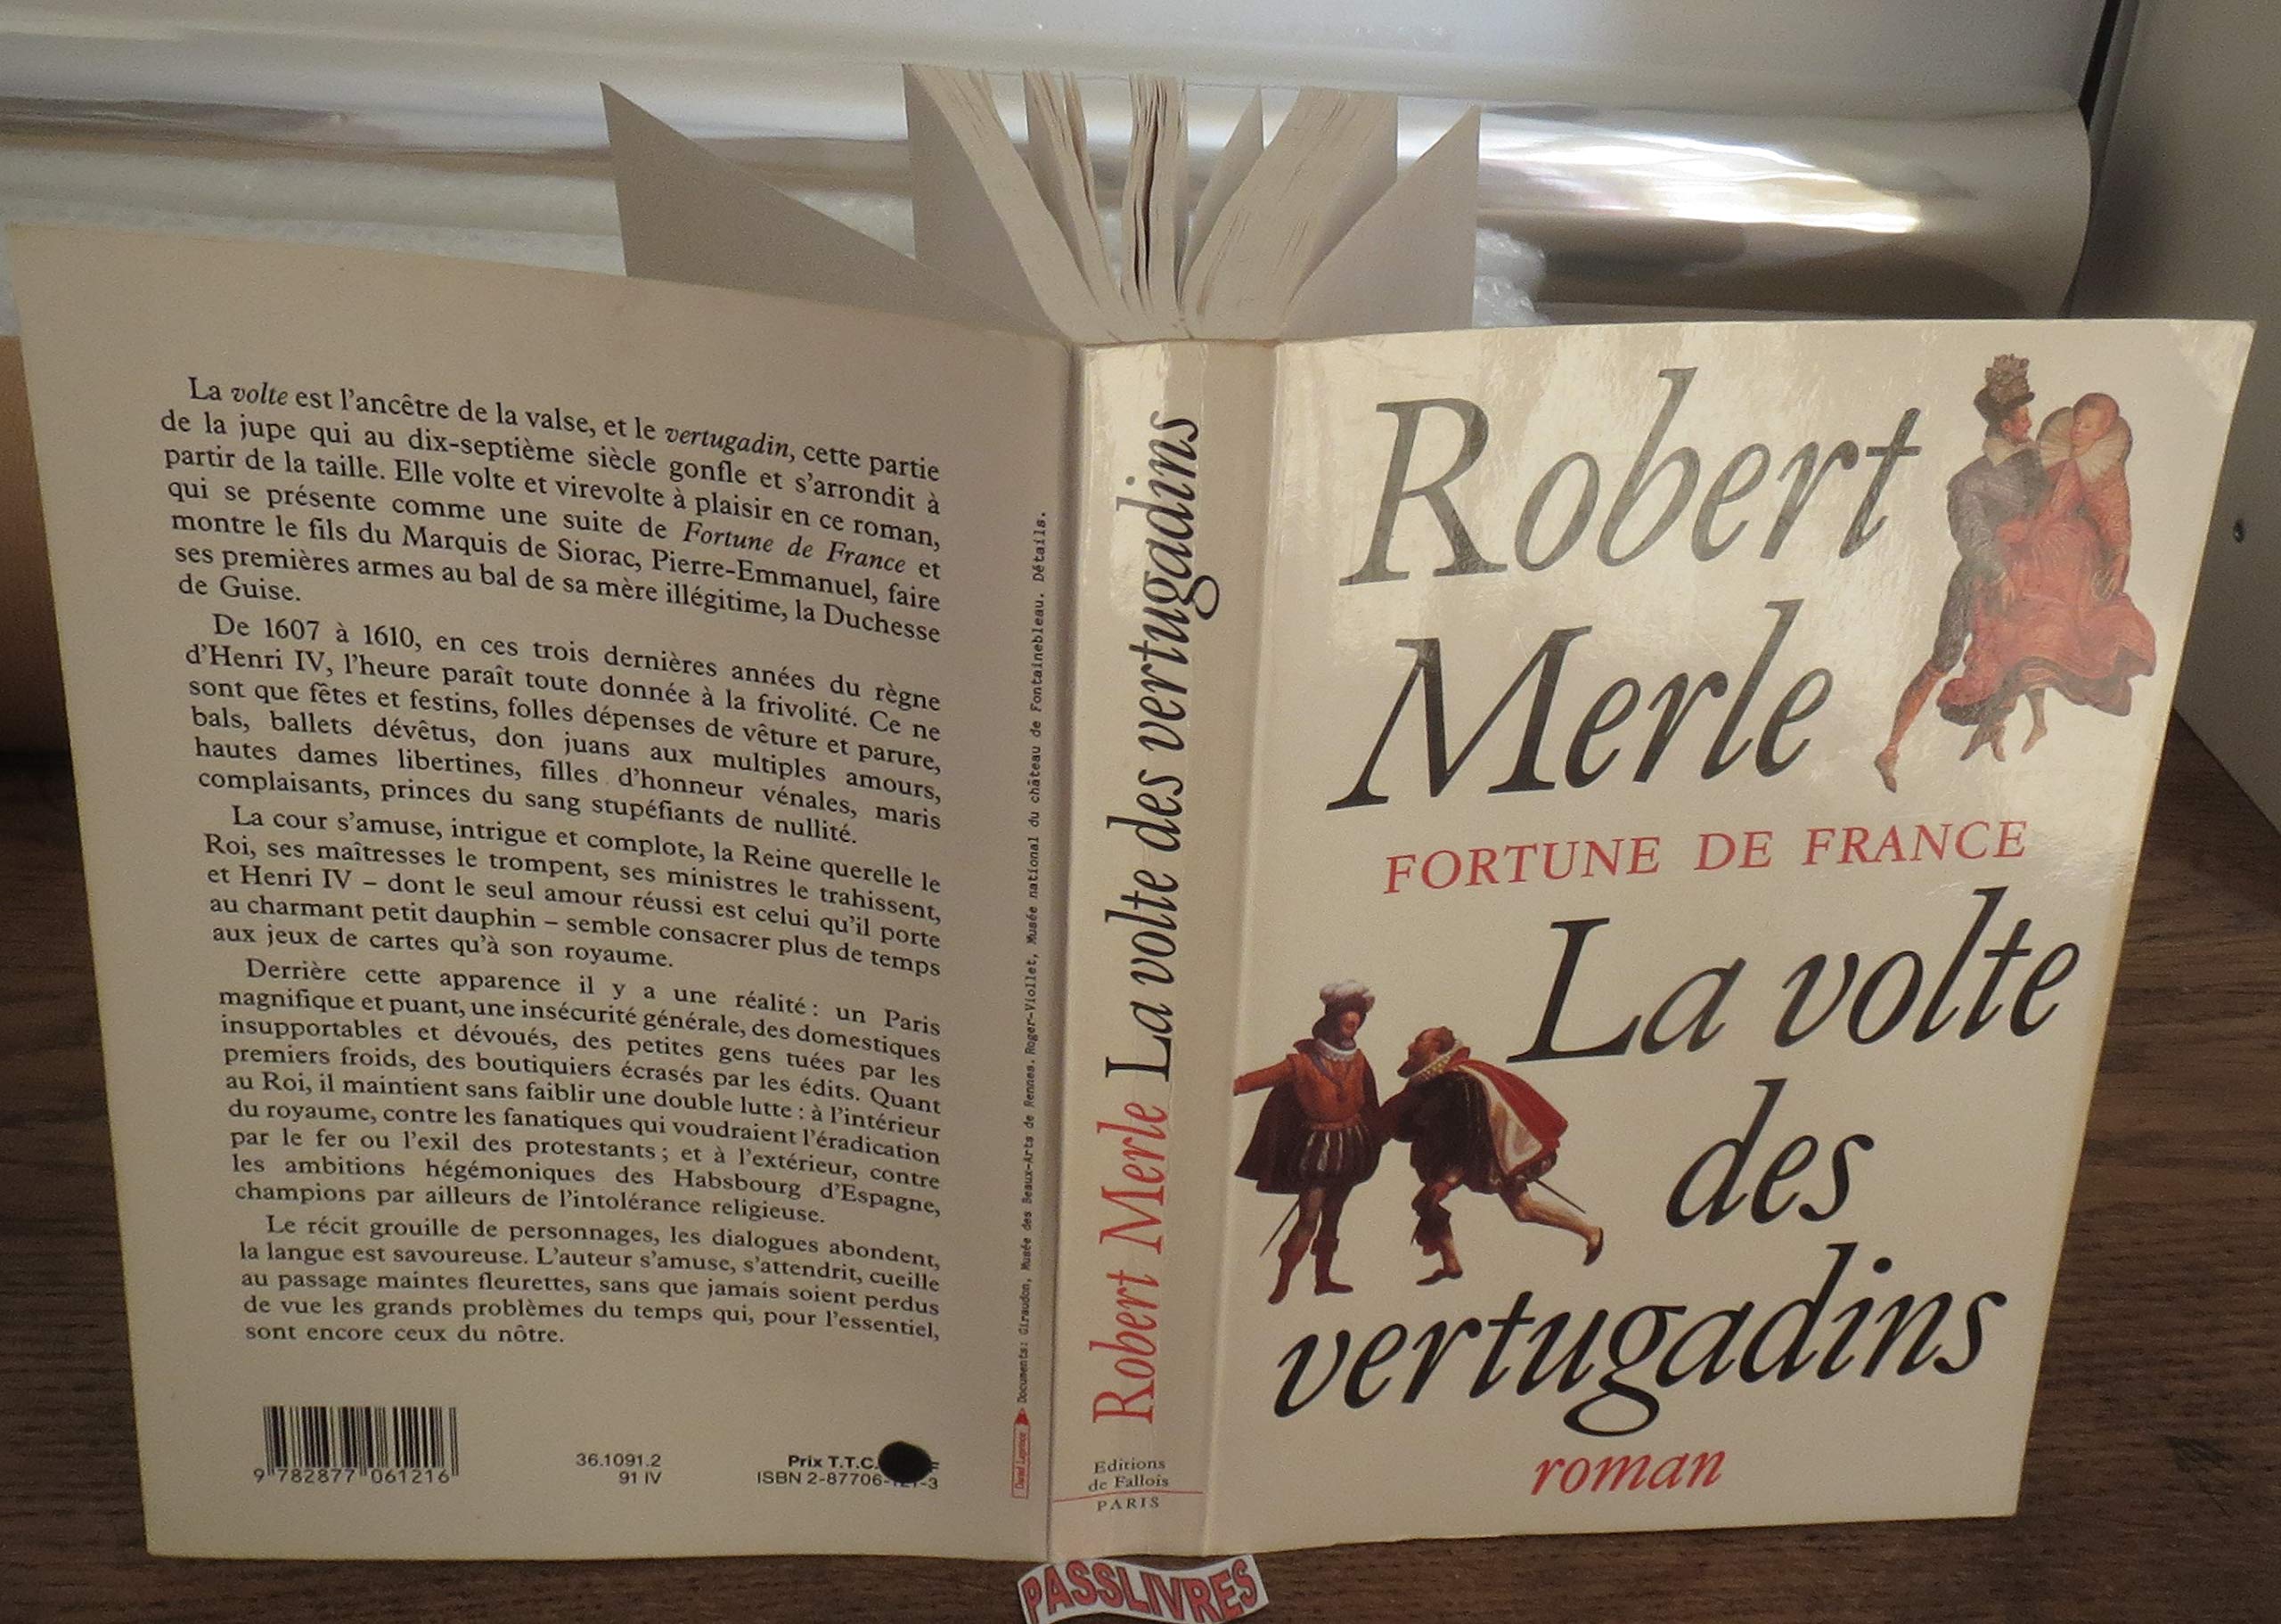 La volte est l'ancêtre de la valse, et le vertugadin, cette partie
de la jupe qui au dix-septième siècle gonfle et s'arrondit à
partir de la taille. Elle volte et virevolte à plaisir en ce roman,
qui se présente comme une suite de Fortune de France et
montre le fils du Marquis de Siorac, Pierre-Emmanuel, faire
ses premières armes au bal de sa mère illégitime, la Duchesse
de Guise.
De 1607 à 1610, en ces trois dernières années du règne
d'Henri IV, l'heure paraît toute donnée à la frivolité. Ce ne
sont que fêtes et festins, folles dépenses de vêture et parure,
bals, ballets dévêtus, don juans aux multiples amours,
hautes dames libertines, filles d'honneur vénales, maris
complaisants, princes du sang stupéfiants de nullité.
La cour s'amuse, intrigue et complote, la Reine querelle le
Roi, ses maîtresses le trompent, ses ministres le trahissent,
et Henri IV – dont le seul amour réussi est celui qu'il porte
au charmant petit dauphin – semble consacrer plus de temps
aux jeux de cartes qu'à son royaume.
Derrière cette apparence il y a une réalité : un Paris
magnifique et puant, une insécurité générale, des domestiques
insupportables et dévoués, des petites gens tuées par les
premiers froids, des boutiquiers écrasés par les édits. Quant
au Roi, il maintient sans faiblir une double lutte : à l'intérieur
du royaume, contre les fanatiques qui voudraient l'éradication
par le fer ou l'exil des protestants ; et à l'extérieur, contre
les ambitions hégémoniques des Habsbourg d'Espagne,
champions par ailleurs de l'intolérance religieuse.
Le récit grouille de personnages, les dialogues abondent,
la langue est savoureuse. L'auteur s'amuse, s'attendrit, cueille
au passage maintes fleurettes, sans que jamais soient perdus
de vue les grands problèmes du temps qui, pour l'essentiel,
sont encore ceux du nôtre.
9 782877 061216
36.1091.2
91 IV
Prix T.T.C.
ISBN 2-87706-
-3
Documents: Giraudon, Musée des Beaux-Arts de Rennes. Roger-Viollet, Musée national du château de Fontainebleau. Détails.
Robert Merle La volte des vertugadins
Editions
de Fallois
PARIS
Robert
Merle
FORTUNE DE FRANCE
La volte
des
vertugadins
roman
PASSLIVRES